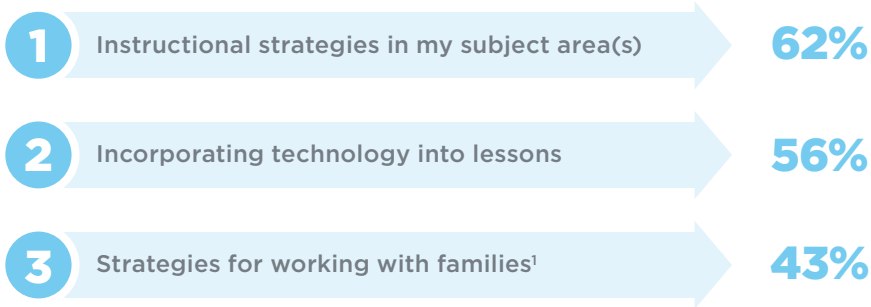 1 Instructional strategies in my subject area(s) 62%
2 Incorporating technology into lessons 56%
3 Strategies for working with families¹ 43%